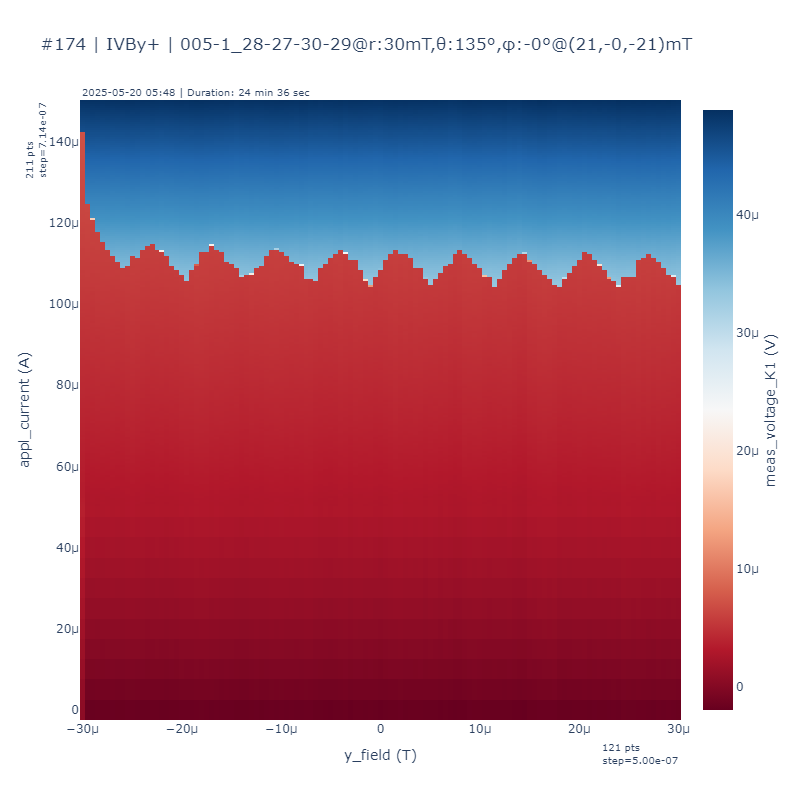 #174 | IVBy+ | 005-1_28-27-30-29@r:30mT,θ:135°,φ:-0°@(21,-0,-21)mT
2025-05-20 05:48 | Duration: 24 min 36 sec
211 pts
step=7.14e-07
140μ
120μ
100μ
80μ
60μ
40μ
20μ
0
appl_current (A)
−30μ
−20μ
−10μ
0
10μ
20μ
30μ
y_field (T)
121 pts
step=5.00e-07
40μ
30μ
20μ
10μ
0
meas_voltage_K1 (V)